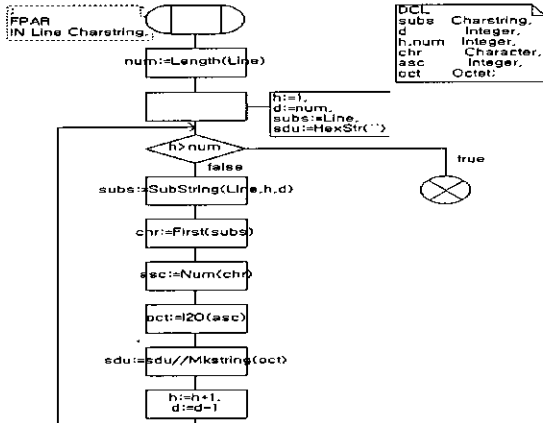 FPAR
IN Line Charstring;
DCL
subs Charstring,
d Integer,
h,num Integer,
chr Character,
asc Integer,
oct Octet;
num:=Length(Line)
h:=1,
d:=num,
subs:=Line,
sdu:=HexStr('')
h>num
true
false
subs:=SubString(Line,h,d)
chr:=First(subs)
asc:=Num(chr)
oct:=I2O(asc)
sdu:=sdu//Mkstring(oct)
h:=h+1,
d:=d-1